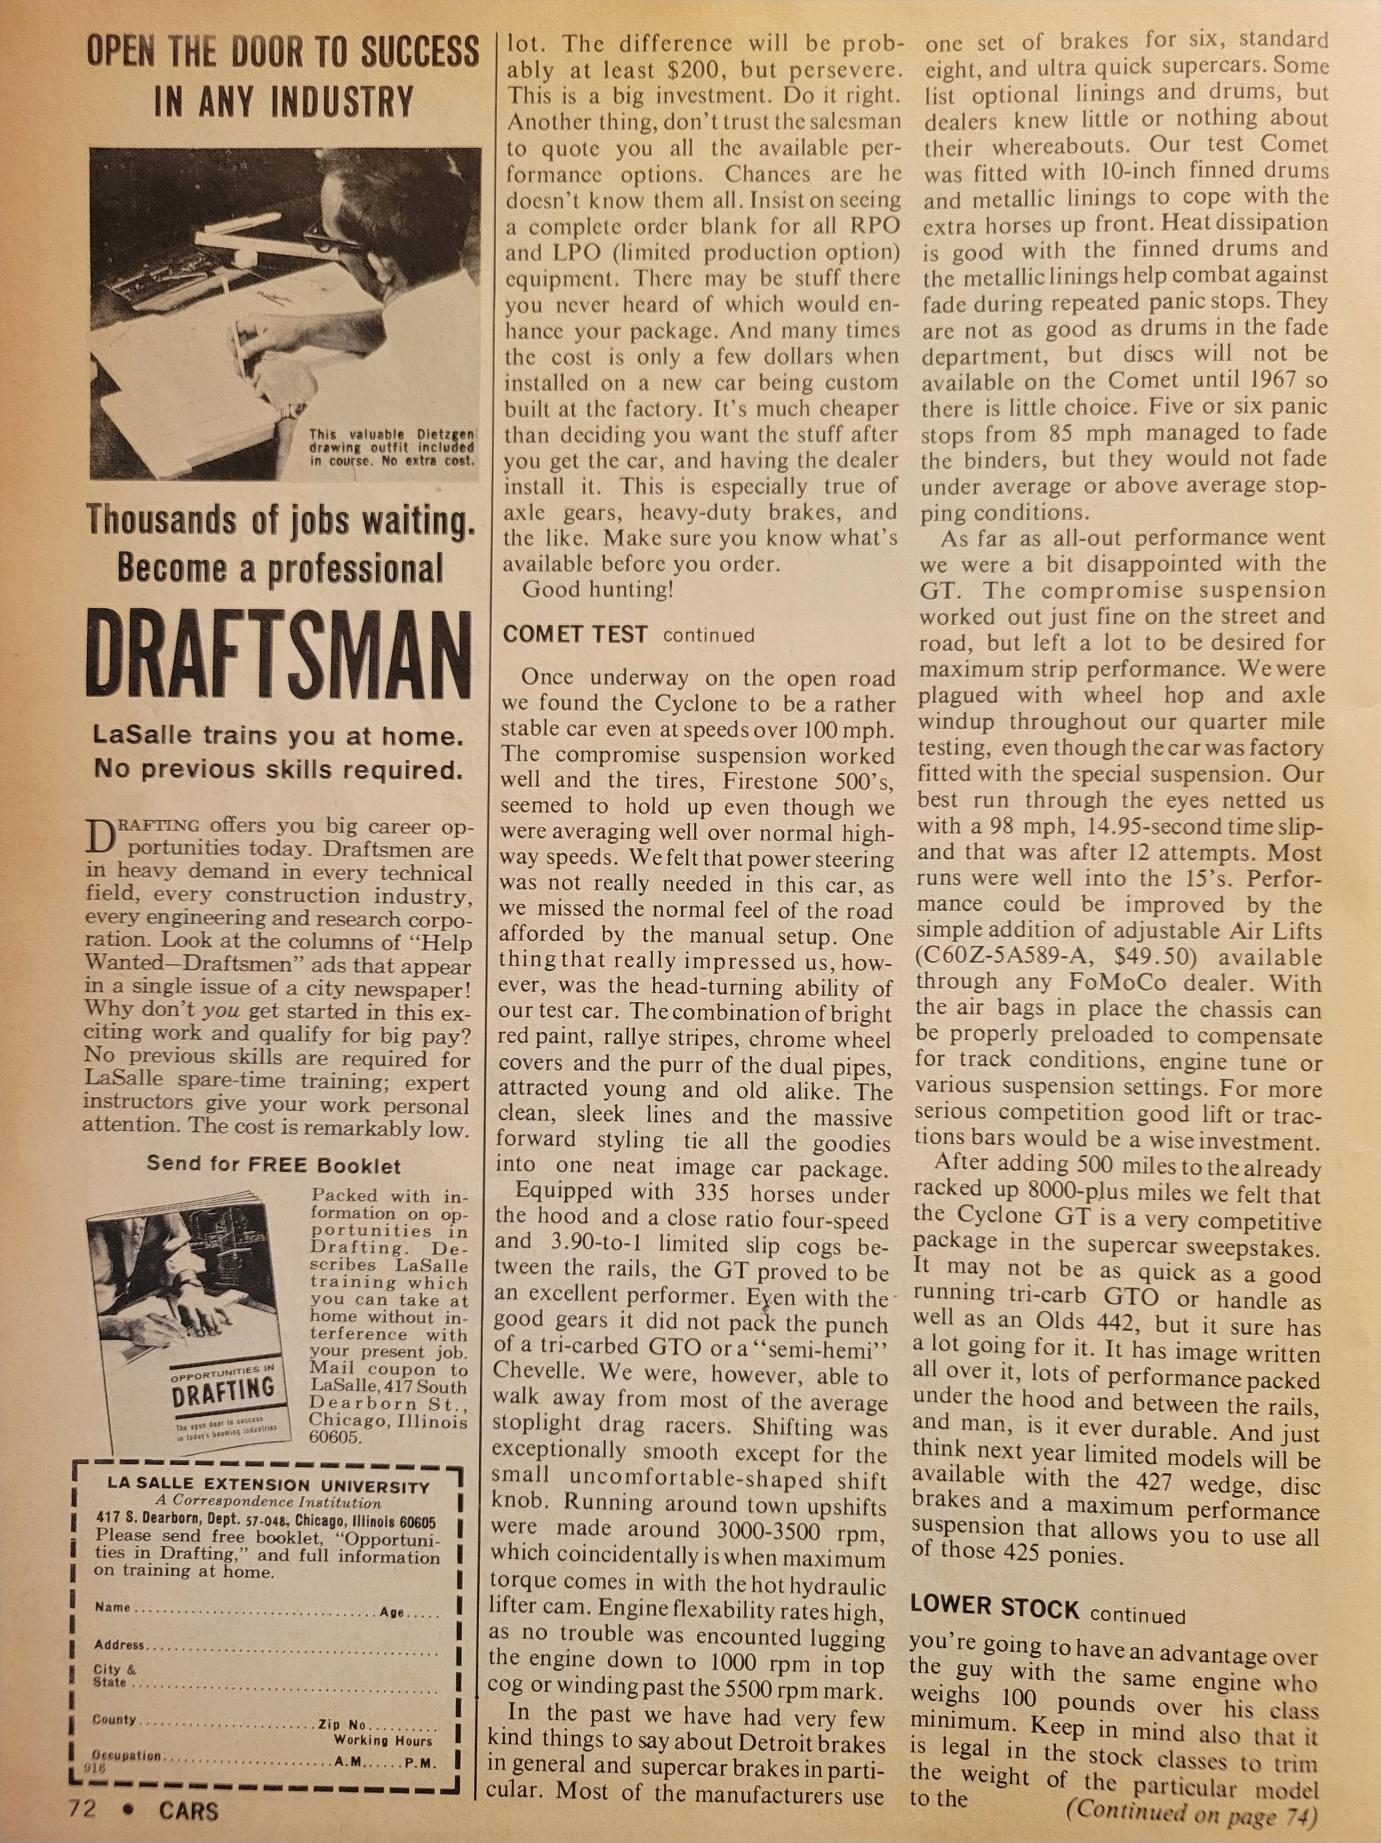 OPEN THE DOOR TO SUCCESS
IN ANY INDUSTRY
This valuable Dietzgen
drawing outfit included
in course. No extra cost.
Thousands of jobs waiting.
Become a professional
DRAFTSMAN
LaSalle trains you at home.
No previous skills required.
DRAFTING offers you big career op-
portunities today. Draftsmen are
in heavy demand in every technical
field, every construction industry,
every engineering and research corpo-
ration. Look at the columns of "Help
Wanted—Draftsmen" ads that appear
in a single issue of a city newspaper!
Why don't you get started in this ex-
citing work and qualify for big pay?
No previous skills are required for
LaSalle spare-time training; expert
instructors give your work personal
attention. The cost is remarkably low.
Send for FREE Booklet
OPPORTUNITIES IN
DRAFTING
The open door to success
in today's booming industries
Packed with in-
formation on op-
portunities in
Drafting. De-
scribes LaSalle
training which
you can take at
home without in-
terference with
your present job.
Mail coupon to
LaSalle, 417 South
Dearborn St.,
Chicago, Illinois
60605.
LA SALLE EXTENSION UNIVERSITY
A Correspondence Institution
417 S. Dearborn, Dept. 57-048, Chicago, Illinois 60605
Please send free booklet, "Opportuni-
ties in Drafting," and full information
on training at home.
Name.................................Age.....
Address.......................................
City &
State.........................................
County........................Zip No..........
Working Hours
Occupation.......................A.M......P.M.
916
72 • CARS
lot. The difference will be prob-
ably at least $200, but persevere.
This is a big investment. Do it right.
Another thing, don't trust the salesman
to quote you all the available per-
formance options. Chances are he
doesn't know them all. Insist on seeing
a complete order blank for all RPO
and LPO (limited production option)
equipment. There may be stuff there
you never heard of which would en-
hance your package. And many times
the cost is only a few dollars when
installed on a new car being custom
built at the factory. It's much cheaper
than deciding you want the stuff after
you get the car, and having the dealer
install it. This is especially true of
axle gears, heavy-duty brakes, and
the like. Make sure you know what's
available before you order.
Good hunting!
COMET TEST continued
Once underway on the open road
we found the Cyclone to be a rather
stable car even at speeds over 100 mph.
The compromise suspension worked
well and the tires, Firestone 500's,
seemed to hold up even though we
were averaging well over normal high-
way speeds. We felt that power steering
was not really needed in this car, as
we missed the normal feel of the road
afforded by the manual setup. One
thing that really impressed us, how-
ever, was the head-turning ability of
our test car. The combination of bright
red paint, rallye stripes, chrome wheel
covers and the purr of the dual pipes,
attracted young and old alike. The
clean, sleek lines and the massive
forward styling tie all the goodies
into one neat image car package.
Equipped with 335 horses under
the hood and a close ratio four-speed
and 3.90-to-1 limited slip cogs be-
tween the rails, the GT proved to be
an excellent performer. Even with the
good gears it did not pack the punch
of a tri-carbed GTO or a "semi-hemi"
Chevelle. We were, however, able to
walk away from most of the average
stoplight drag racers. Shifting was
exceptionally smooth except for the
small uncomfortable-shaped shift
knob. Running around town upshifts
were made around 3000-3500 rpm,
which coincidentally is when maximum
torque comes in with the hot hydraulic
lifter cam. Engine flexability rates high,
as no trouble was encountered lugging
the engine down to 1000 rpm in top
cog or winding past the 5500 rpm mark.
In the past we have had very few
kind things to say about Detroit brakes
in general and supercar brakes in parti-
cular. Most of the manufacturers use
one set of brakes for six, standard
eight, and ultra quick supercars. Some
list optional linings and drums, but
dealers knew little or nothing about
their whereabouts. Our test Comet
was fitted with 10-inch finned drums
and metallic linings to cope with the
extra horses up front. Heat dissipation
is good with the finned drums and
the metallic linings help combat against
fade during repeated panic stops. They
are not as good as drums in the fade
department, but discs will not be
available on the Comet until 1967 so
there is little choice. Five or six panic
stops from 85 mph managed to fade
the binders, but they would not fade
under average or above average stop-
ping conditions.
As far as all-out performance went
we were a bit disappointed with the
GT. The compromise suspension
worked out just fine on the street and
road, but left a lot to be desired for
maximum strip performance. We were
plagued with wheel hop and axle
windup throughout our quarter mile
testing, even though the car was factory
fitted with the special suspension. Our
best run through the eyes netted us
with a 98 mph, 14.95-second time slip-
and that was after 12 attempts. Most
runs were well into the 15's. Perfor-
mance could be improved by the
simple addition of adjustable Air Lifts
(C60Z-5A589-A, $49.50) available
through any FoMoCo dealer. With
the air bags in place the chassis can
be properly preloaded to compensate
for track conditions, engine tune or
various suspension settings. For more
serious competition good lift or trac-
tions bars would be a wise investment.
After adding 500 miles to the already
racked up 8000-plus miles we felt that
the Cyclone GT is a very competitive
package in the supercar sweepstakes.
It may not be as quick as a good
running tri-carb GTO or handle as
well as an Olds 442, but it sure has
a lot going for it. It has image written
all over it, lots of performance packed
under the hood and between the rails,
and man, is it ever durable. And just
think next year limited models will be
available with the 427 wedge, disc
brakes and a maximum performance
suspension that allows you to use all
of those 425 ponies.
LOWER STOCK continued
you're going to have an advantage over
the guy with the same engine who
weighs 100 pounds over his class
minimum. Keep in mind also that it
is legal in the stock classes to trim
the weight of the particular model
to the (Continued on page 74)